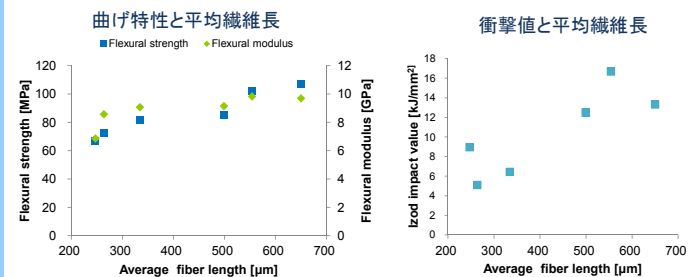 曲げ特性と平均繊維長
Flexural strength Flexural modulus
120
100
80
60
40
20
0
12
10
8
6
4
2
0
200 300 400 500 600 700
Flexural strength [MPa]
Flexural modulus [GPa]
Average fiber length [μm]
衝撃値と平均繊維長
18
16
14
12
10
8
6
4
2
0
200 300 400 500 600 700
Izod impact value [kJ/mm²]
Average fiber length [μm]